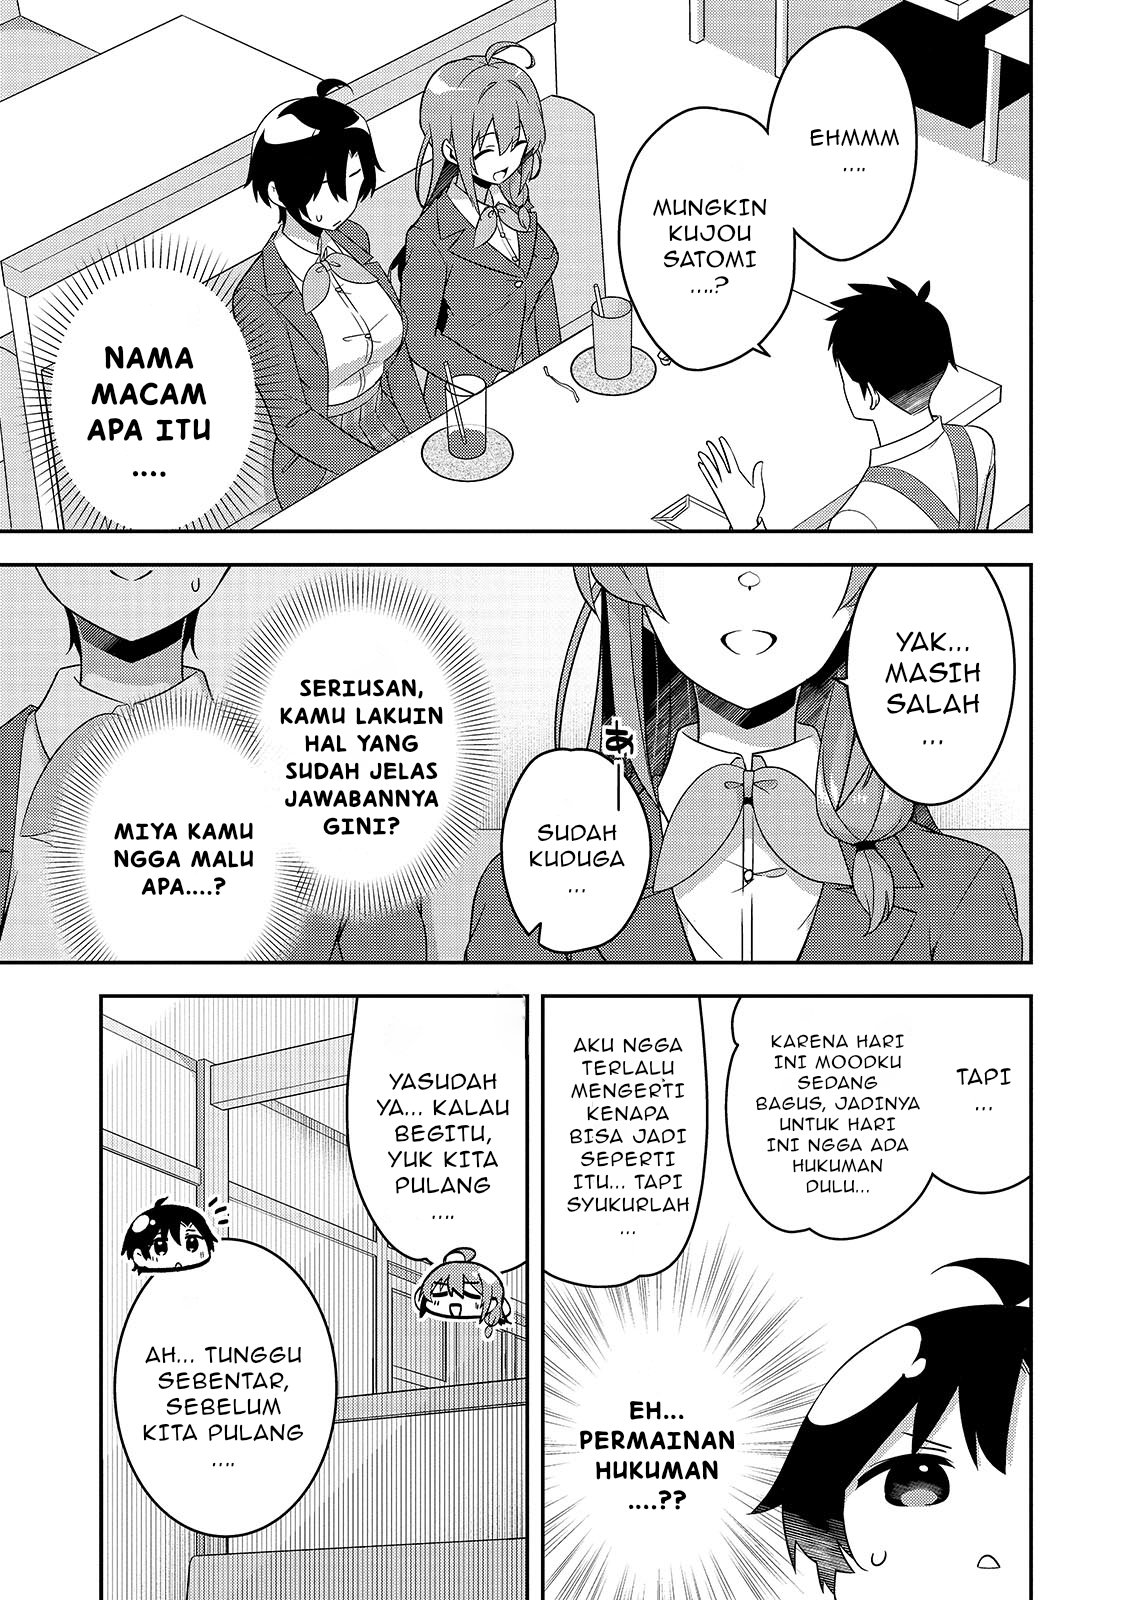 EHMMM
....
MUNGKIN
KUJOU
SATOMI
....?
NAMA
MACAM
APA ITU
....
YAK...
MASIH
SALAH
...
SUDAH
KUDUGA
...
SERIUSAN,
KAMU LAKUIN
HAL YANG
SUDAH JELAS
JAWABANNYA
GINI?
MIYA KAMU
NGGA MALU
APA....?
TAPI
...
KARENA HARI
INI MOODKU
SEDANG
BAGUS, JADINYA
UNTUK HARI
INI NGGA ADA
HUKUMAN
DULU...
AKU NGGA
TERLALU
MENGERTI
KENAPA
BISA JADI
SEPERTI
ITU... TAPI
SYUKURLAH
...
EH...
PERMAINAN
HUKUMAN
....??
YASUDAH
YA... KALAU
BEGITU,
YUK KITA
PULANG
....
AH... TUNGGU
SEBENTAR,
SEBELUM
KITA PULANG
....